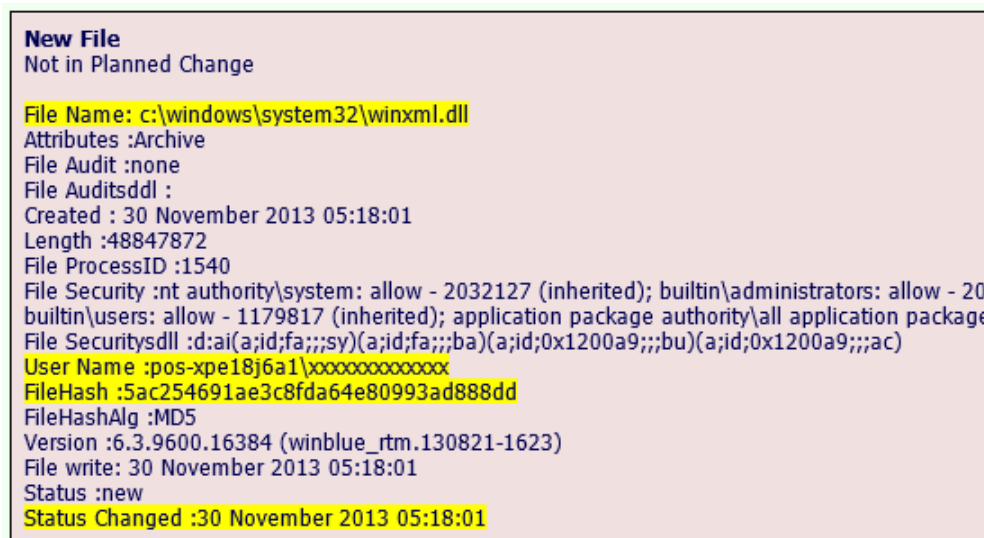 New File
Not in Planned Change
File Name: c:\windows\system32\winxml.dll
Attributes :Archive
File Audit :none
File Auditsddl :
Created : 30 November 2013 05:18:01
Length :48847872
File ProcessID :1540
File Security :nt authority\system: allow - 2032127 (inherited); builtin\administrators: allow - 20
builtin\users: allow - 1179817 (inherited); application package authority\all application package
File Securitysdll :d:ai(a;id;fa;;;sy)(a;id;fa;;;ba)(a;id;0x1200a9;;;bu)(a;id;0x1200a9;;;ac)
User Name :pos-xpe18j6a1\xxxxxxxxxxxxx
FileHash :5ac254691ae3c8fda64e80993ad888dd
FileHashAlg :MD5
Version :6.3.9600.16384 (winblue_rtm.130821-1623)
File write: 30 November 2013 05:18:01
Status :new
Status Changed :30 November 2013 05:18:01